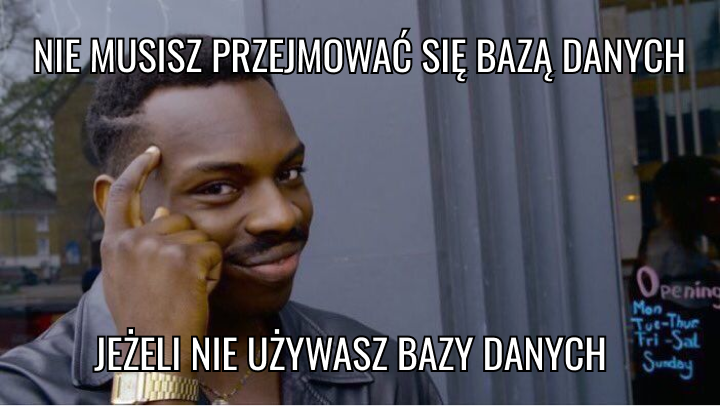 NIE MUSISZ PRZEJMOWAĆ SIĘ BAZĄ DANYCH
JEŻELI NIE UŻYWASZ BAZY DANYCH
Opening
Mon
Tue-Thur
Fri-Sat
Sunday